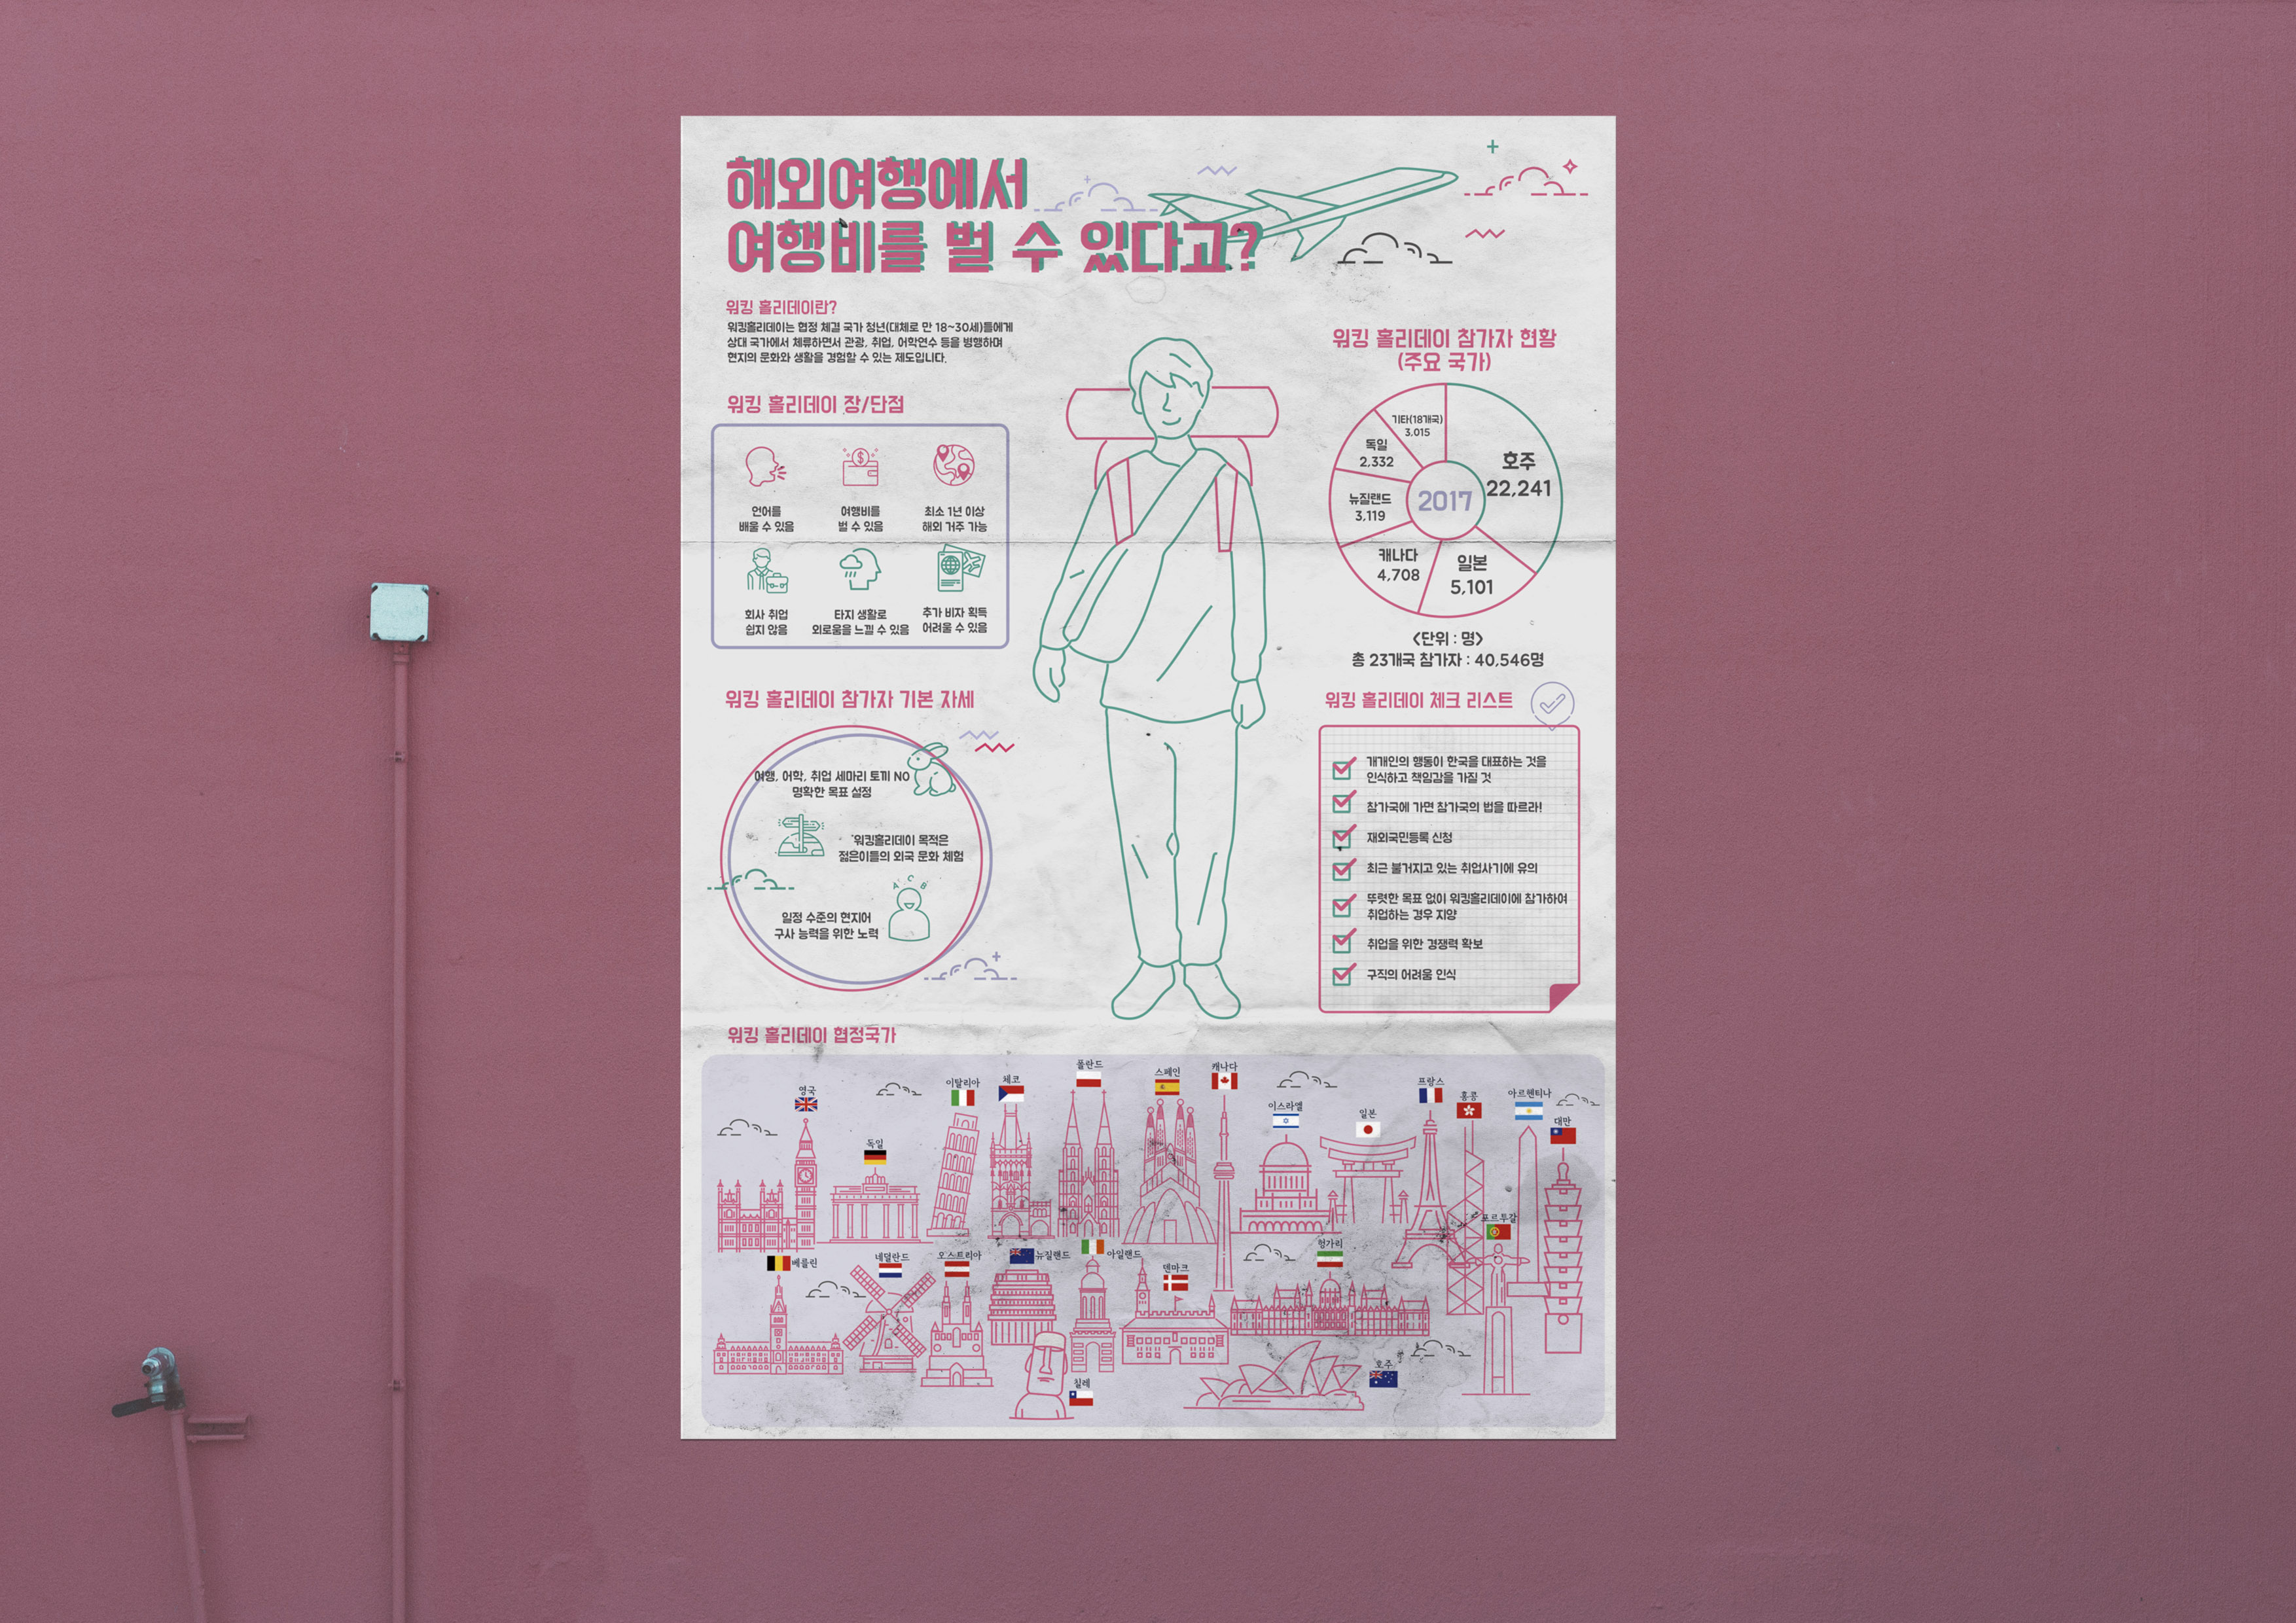 해외여행에서
여행비를 벌 수 있다고?
워킹 홀리데이란?
워킹홀리데이는 협정 체결 국가 청년(대체로 만 18~30세)들에게
상대 국가에서 체류하면서 관광, 취업, 어학연수 등을 병행하며
현지의 문화와 생활을 경험할 수 있는 제도입니다.
워킹 홀리데이 장/단점
언어를
배울 수 있음
여행비를
벌 수 있음
최소 1년 이상
해외 거주 가능
회사 취업
쉽지 않음
타지 생활로
외로움을 느낄 수 있음
추가 비자 획득
어려울 수 있음
워킹 홀리데이 참가자 현황
(주요 국가)
기타(18개국)
3,015
독일
2,332
호주
22,241
뉴질랜드
3,119
2017
캐나다
4,708
일본
5,101
<단위 : 명>
총 23개국 참가자 : 40,546명
워킹 홀리데이 참가자 기본 자세
여행, 어학, 취업 세마리 토끼 NO
명확한 목표 설정
워킹홀리데이 목적은
젊은이들의 외국 문화 체험
A C B
일정 수준의 현지어
구사 능력을 위한 노력
워킹 홀리데이 체크 리스트
개개인의 행동이 한국을 대표하는 것을
인식하고 책임감을 가질 것
참가국에 가면 참가국의 법을 따르라!
재외국민등록 신청
최근 불거지고 있는 취업사기에 유의
뚜렷한 목표 없이 워킹홀리데이에 참가하여
취업하는 경우 지양
취업을 위한 경쟁력 확보
구직의 어려움 인식
워킹 홀리데이 협정국가
영국
독일
이탈리아
체코
폴란드
스페인
캐나다
이스라엘
일본
프랑스
홍콩
아르헨티나
대만
포르투갈
베를린
네덜란드
오스트리아
뉴질랜드
아일랜드
덴마크
헝가리
칠레
호주